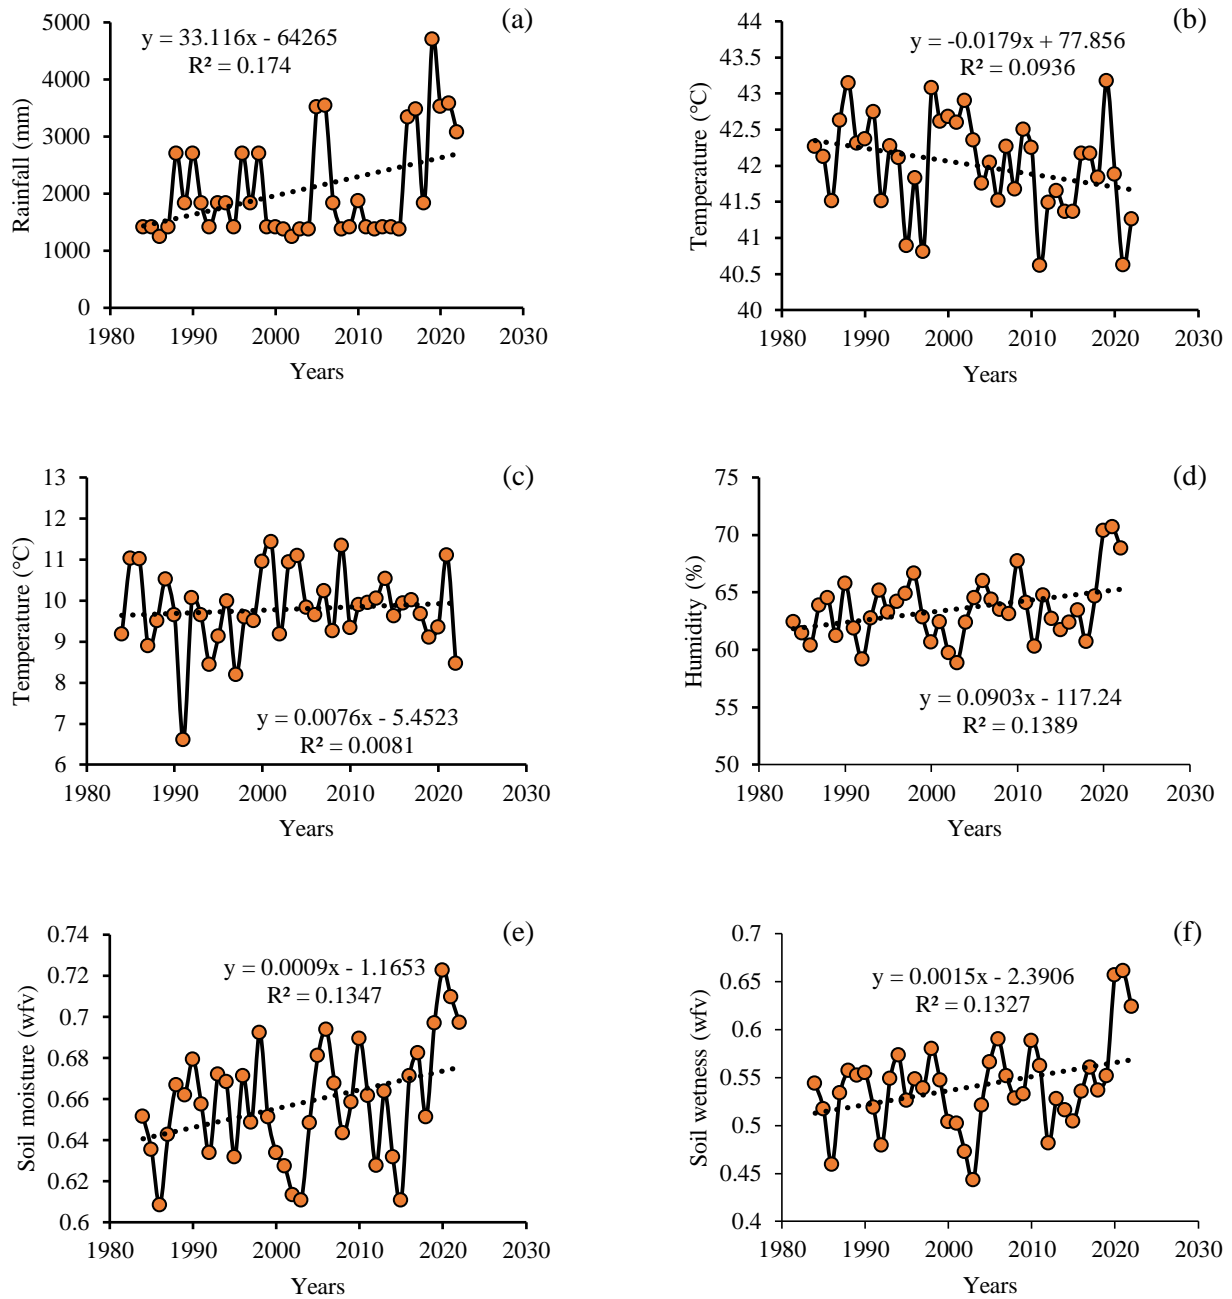 (a)
y = 33.116x - 64265
R² = 0.174
Rainfall (mm)
5000
4000
3000
2000
1000
0
1980 1990 2000 2010 2020 2030
Years
(b)
y = -0.0179x + 77.856
R² = 0.0936
Temperature (°C)
44
43.5
43
42.5
42
41.5
41
40.5
40
1980 1990 2000 2010 2020 2030
Years
(c)
Temperature (°C)
13
12
11
10
9
8
7
6
y = 0.0076x - 5.4523
R² = 0.0081
1980 1990 2000 2010 2020 2030
Years
(d)
Humidity (%)
75
70
65
60
55
50
y = 0.0903x - 117.24
R² = 0.1389
1980 1990 2000 2010 2020 2030
Years
(e)
y = 0.0009x - 1.1653
R² = 0.1347
Soil moisture (wfv)
0.74
0.72
0.7
0.68
0.66
0.64
0.62
0.6
1980 1990 2000 2010 2020 2030
Years
(f)
y = 0.0015x - 2.3906
R² = 0.1327
Soil wetness (wfv)
0.7
0.65
0.6
0.55
0.5
0.45
0.4
1980 1990 2000 2010 2020 2030
Years